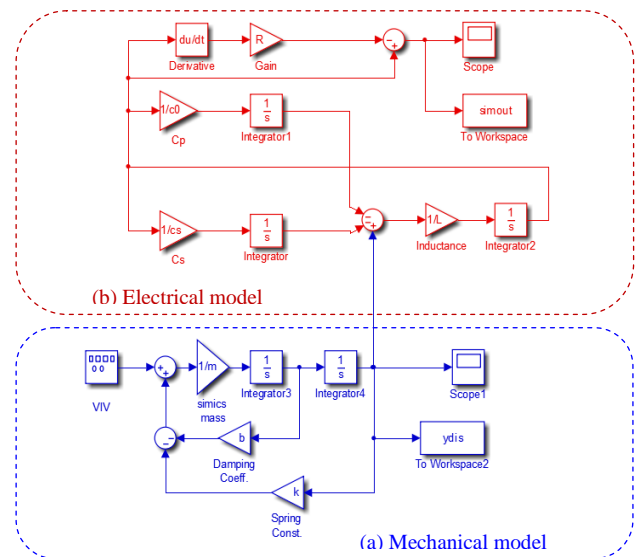 du/dt
Derivative
R
Gain
−
+
Scope
1/c0
Cp
1
s
Integrator1
simout
To Workspace
1/cs
Cs
1
s
Integrator
−
−
+
1/L
Inductance
1
s
Integrator2
(b) Electrical model
VIV
+
+
1/m
simics
mass
1
s
Integrator3
1
s
Integrator4
Scope1
−
−
b
Damping
Coeff.
ydis
To Workspace2
k
Spring
Const.
(a) Mechanical model